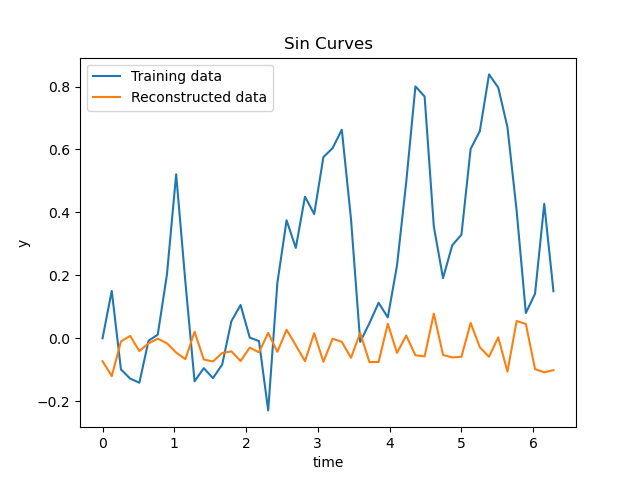 Sin Curves
Training data
Reconstructed data
0.8
0.6
0.4
0.2
0.0
−0.2
y
0 1 2 3 4 5 6
time